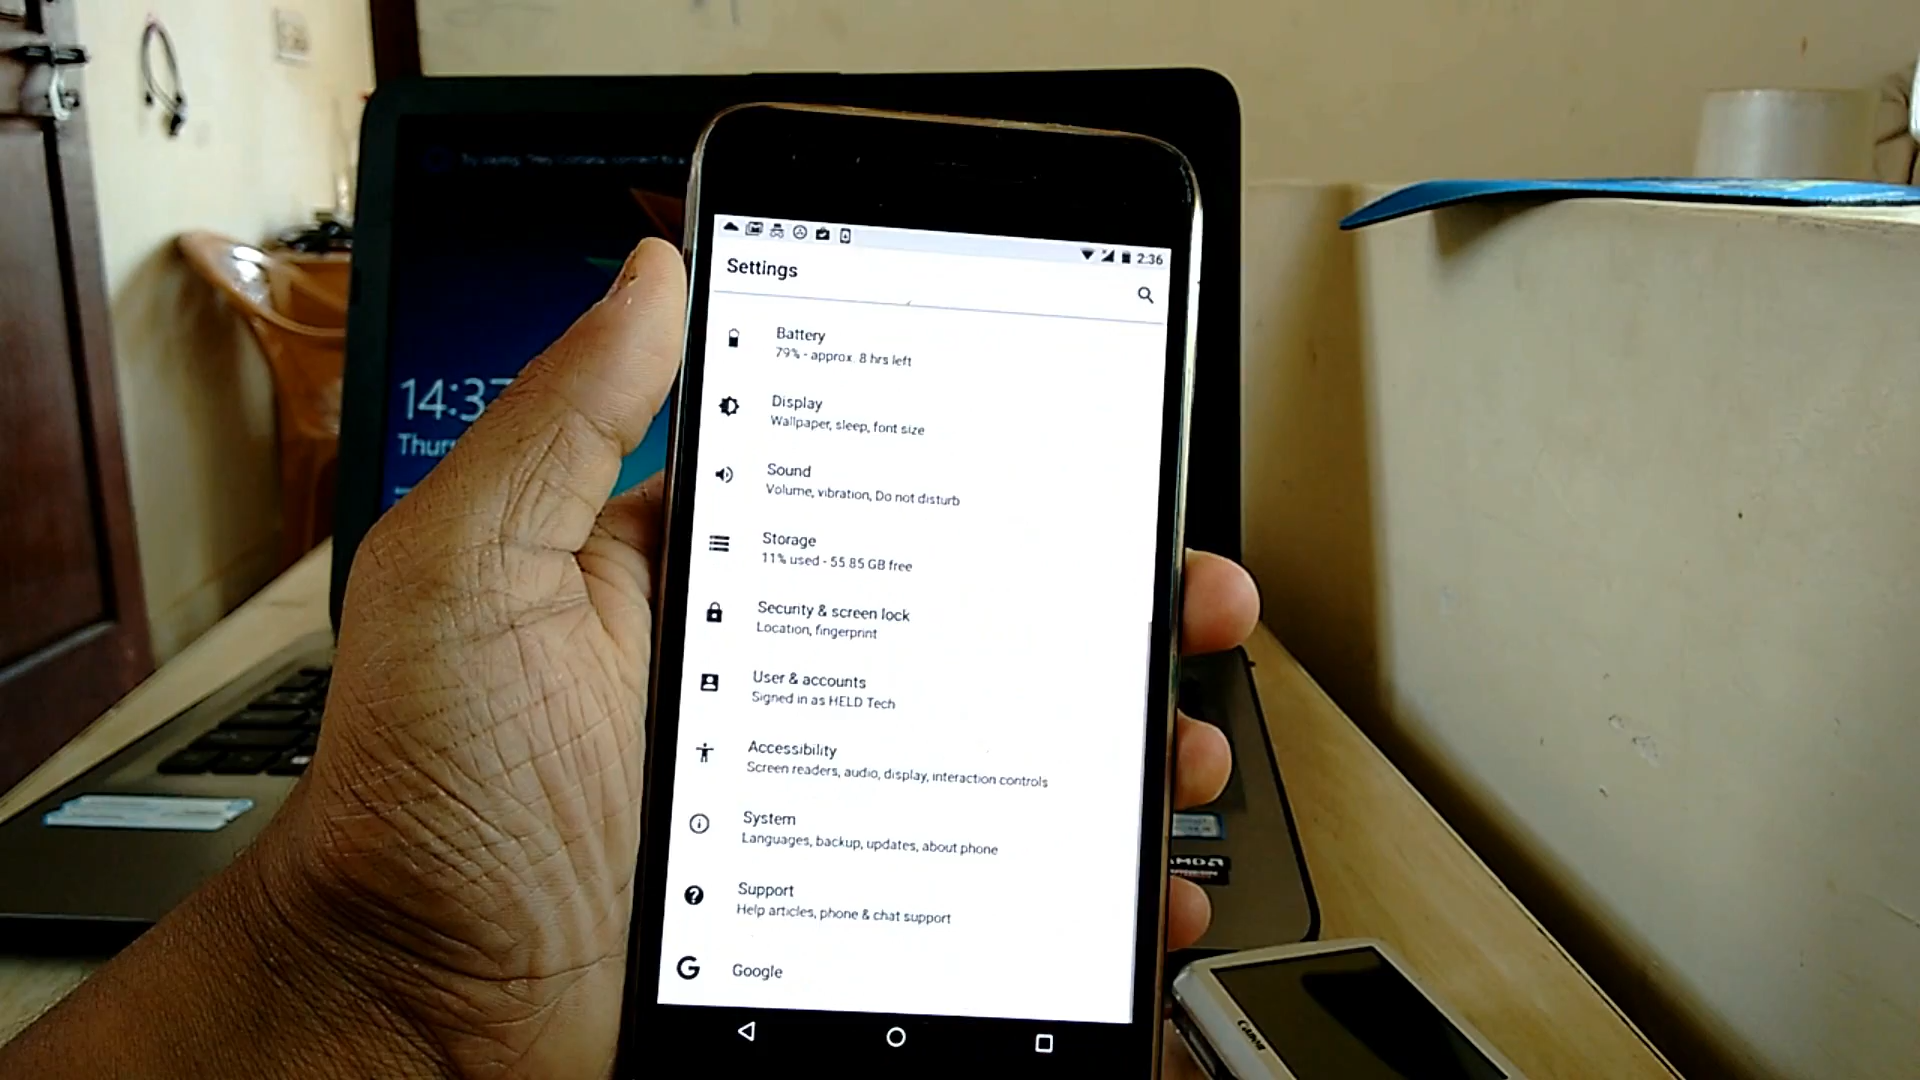 2:36
Settings
Battery
79% - approx. 8 hrs left
Display
Wallpaper, sleep, font size
Sound
Volume, vibration, Do not disturb
Storage
11% used - 55.85 GB free
Security & screen lock
Location, fingerprint
User & accounts
Signed in as HELD Tech
Accessibility
Screen readers, audio, display, interaction controls
System
Languages, backup, updates, about phone
Support
Help articles, phone & chat support
G Google
14:37
Thur
AMD
Canon